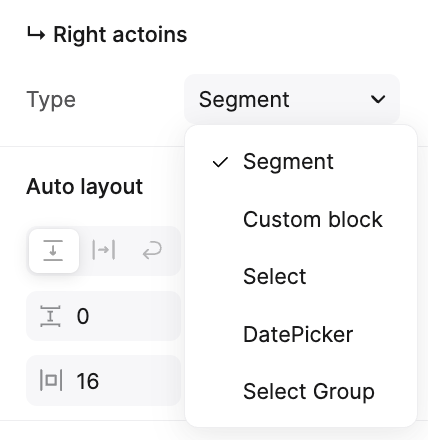 Right actoins
Type
Segment
Segment
Custom block
Select
DatePicker
Select Group
Auto layout
0
16